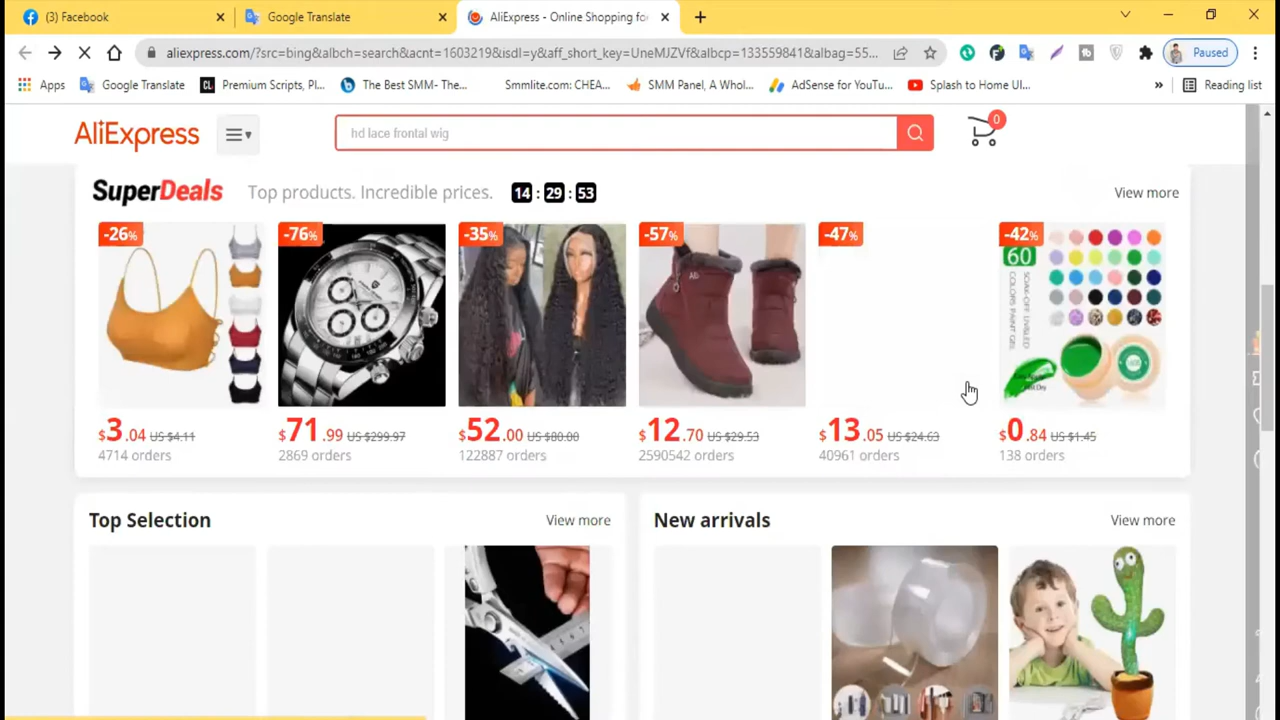 (3) Facebook
Google Translate
AliExpress - Online Shopping fo
aliexpress.com/?src=bing&albch=search&acnt=1603219&isdl=y&aff_short_key=UneMJZVf&albcp=133559841&albag=55...
Paused
Apps
Google Translate
Premium Scripts, Pl...
The Best SMM- The...
Smmlite.com: CHEA...
SMM Panel, A Whol...
AdSense for YouTu...
Splash to Home UI...
»
Reading list
AliExpress
hd lace frontal wig
0
SuperDeals
Top products. Incredible prices.
14 : 29 : 53
View more
-26%
-76%
-35%
-57%
-47%
-42%
60
SOAK-OFF UV&LED
COLORS PAINT GEL
$3.04 US $4.11
4714 orders
$71.99 US $299.97
2869 orders
$52.00 US $80.00
122887 orders
$12.70 US $29.53
2590542 orders
$13.05 US $24.63
40961 orders
$0.84 US $1.45
138 orders
Top Selection
View more
New arrivals
View more